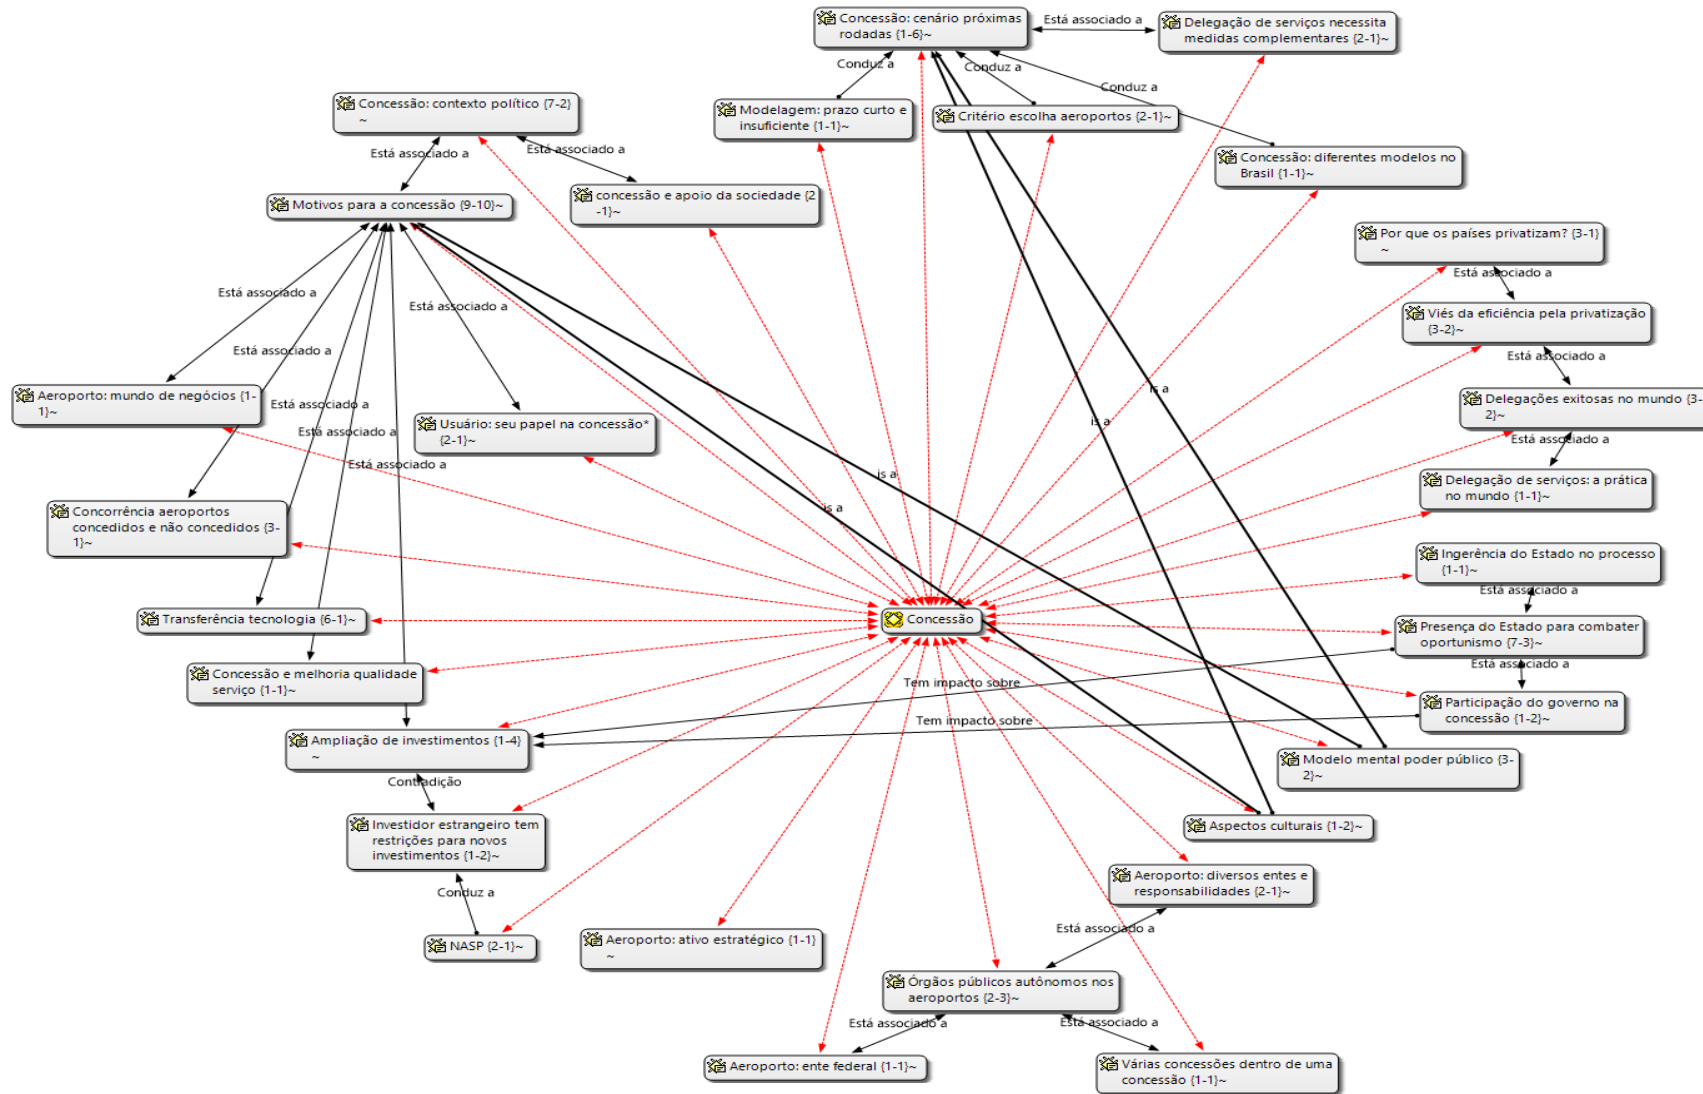 Concessão: cenário próximas
rodadas {1-6}~
Está associado a
Delegação de serviços necessita
medidas complementares {2-1}~
Conduz a
Conduz a
Conduz a
Concessão: contexto político {7-2}
~
Modelagem: prazo curto e
insuficiente {1-1}~
Critério escolha aeroportos {2-1}~
Está associado a
Está associado a
Concessão: diferentes modelos no
Brasil {1-1}~
Motivos para a concessão {9-10}~
concessão e apoio da sociedade {2
-1}~
Por que os países privatizam? {3-1}
~
Está associado a
Está associado a
Está associado a
Viés da eficiência pela privatização
{3-2}~
Está associado a
Está associado a
Aeroporto: mundo de negócios {1-
1}~
Está associado a
Usuário: seu papel na concessão*
{2-1}~
is a
is a
Delegações exitosas no mundo {3-
2}~
Está associado a
Está associado a
Está associado a
is a
Delegação de serviços: a prática
no mundo {1-1}~
Concorrência aeroportos
concedidos e não concedidos {3-
1}~
is a
Ingerência do Estado no processo
{1-1}~
Está associado a
Transferência tecnologia {6-1}~
Concessão
Presença do Estado para combater
oportunismo {7-3}~
Está associado a
Concessão e melhoria qualidade
serviço {1-1}~
Tem impacto sobre
Participação do governo na
concessão {1-2}~
Tem impacto sobre
Ampliação de investimentos {1-4}
~
Modelo mental poder público {3-
2}~
Contradição
Investidor estrangeiro tem
restrições para novos
investimentos {1-2}~
Aspectos culturais {1-2}~
Conduz a
Aeroporto: diversos entes e
responsabilidades {2-1}~
NASP {2-1}~
Aeroporto: ativo estratégico {1-1}
~
Está associado a
Órgãos públicos autônomos nos
aeroportos {2-3}~
Está associado a
Está associado a
Aeroporto: ente federal {1-1}~
Várias concessões dentro de uma
concessão {1-1}~